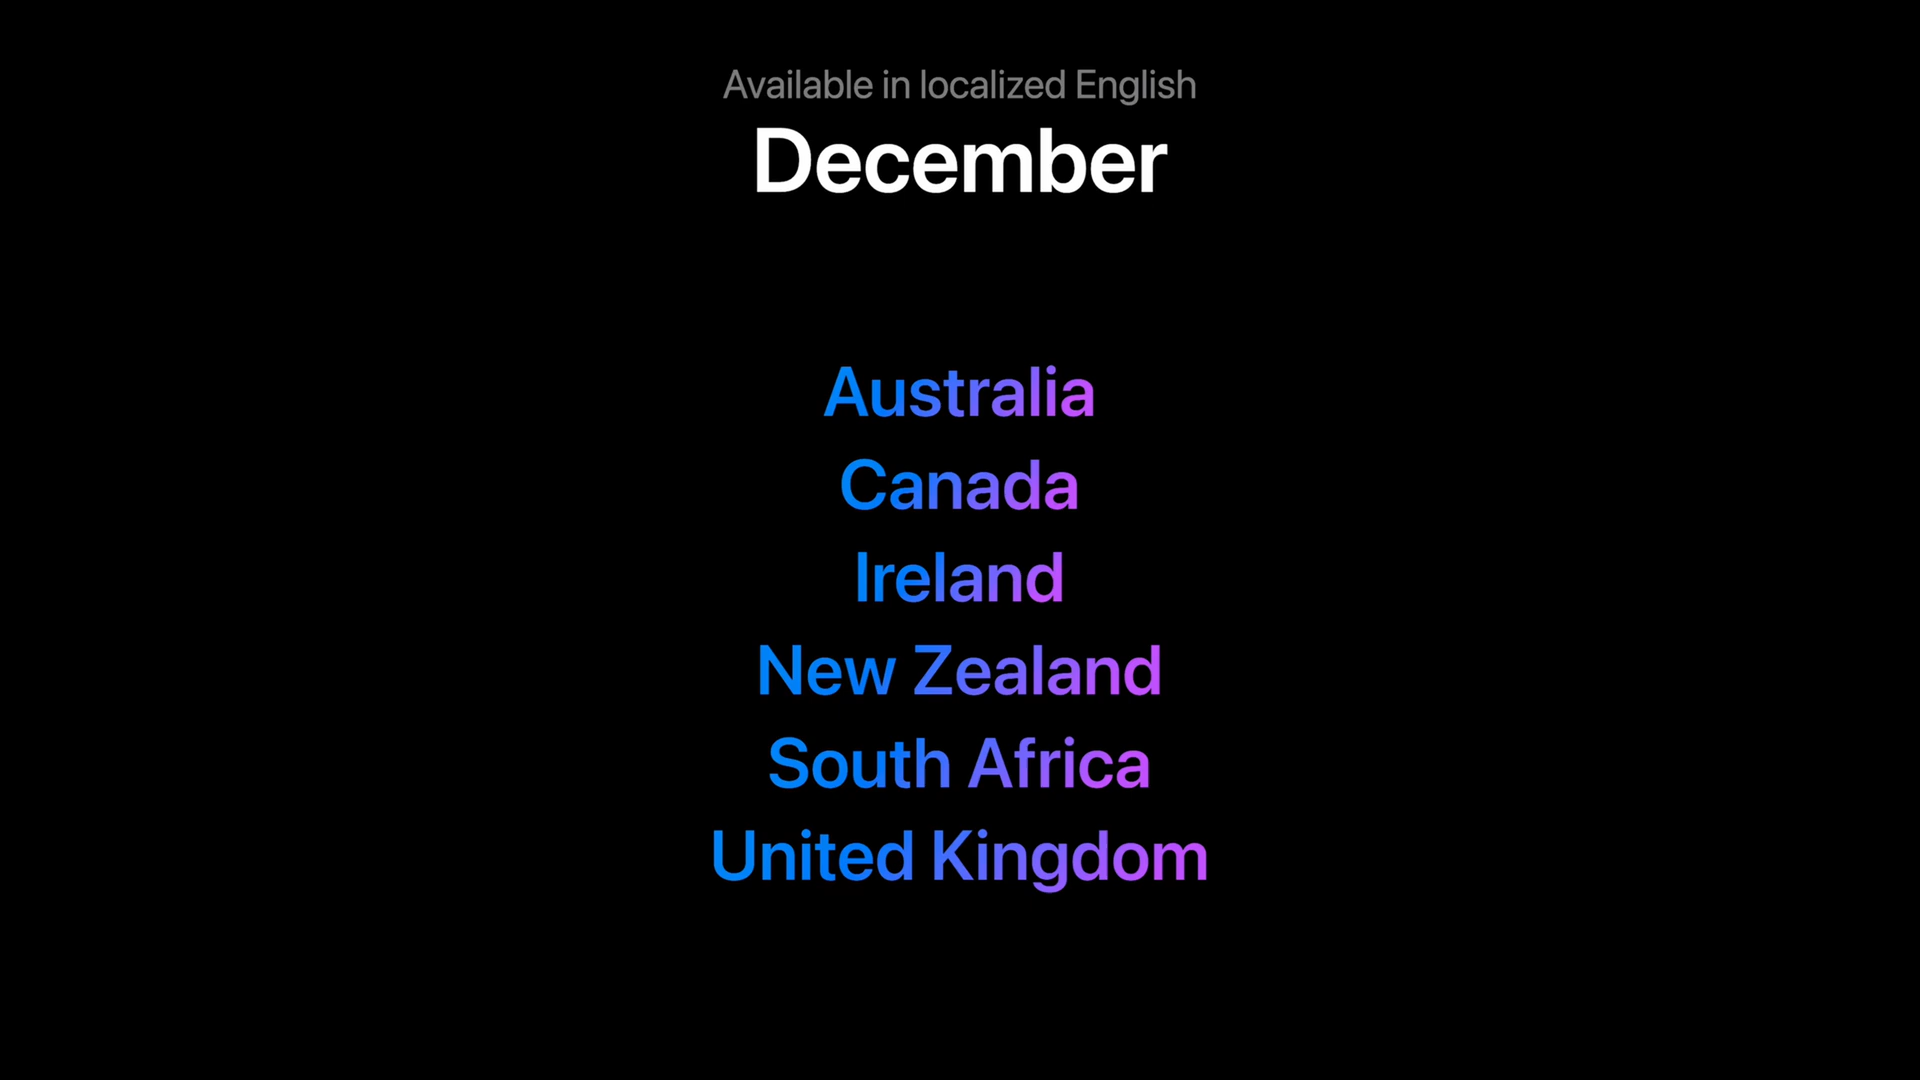 Available in localized English
December
Australia
Canada
Ireland
New Zealand
South Africa
United Kingdom